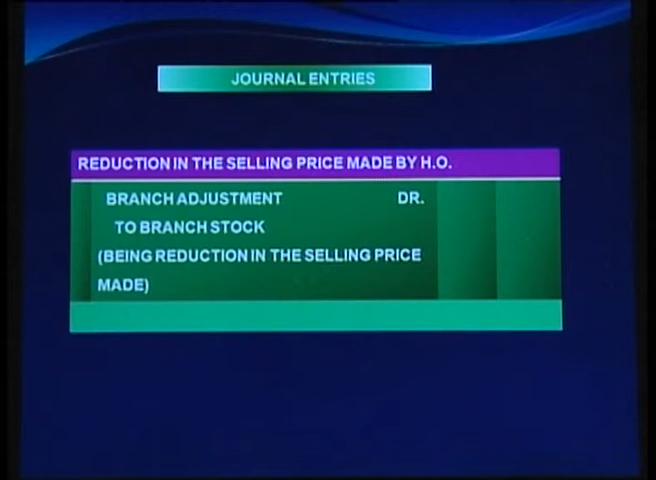 JOURNAL ENTRIES
REDUCTION IN THE SELLING PRICE MADE BY H.O.
BRANCH ADJUSTMENT DR.
TO BRANCH STOCK
(BEING REDUCTION IN THE SELLING PRICE
MADE)